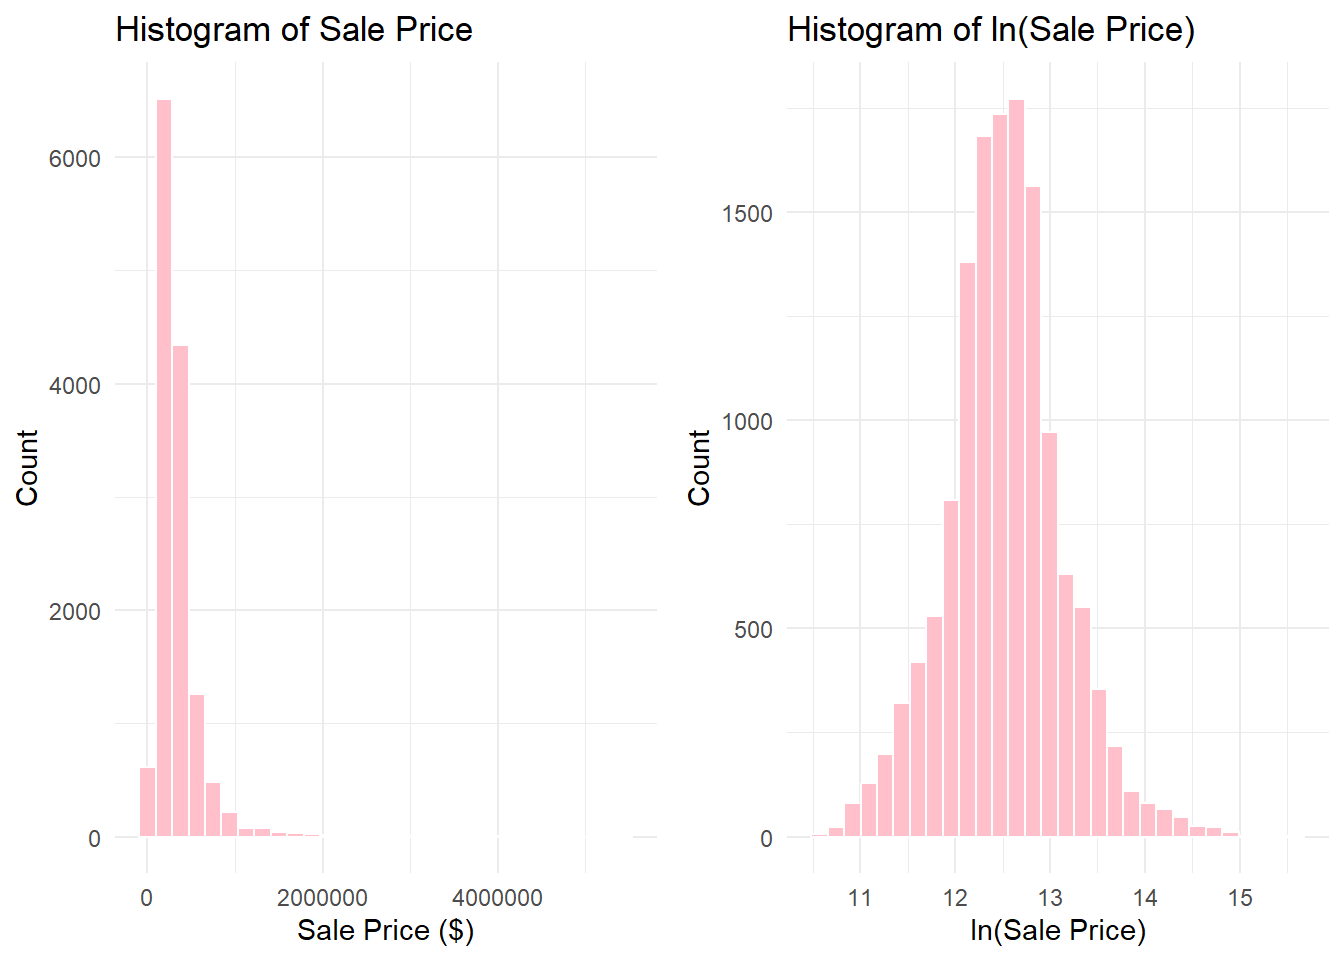 Histogram of Sale Price
6000
4000
2000
0
Count
0 2000000 4000000
Sale Price ($)
Histogram of ln(Sale Price)
1500
1000
500
0
Count
11 12 13 14 15
ln(Sale Price)